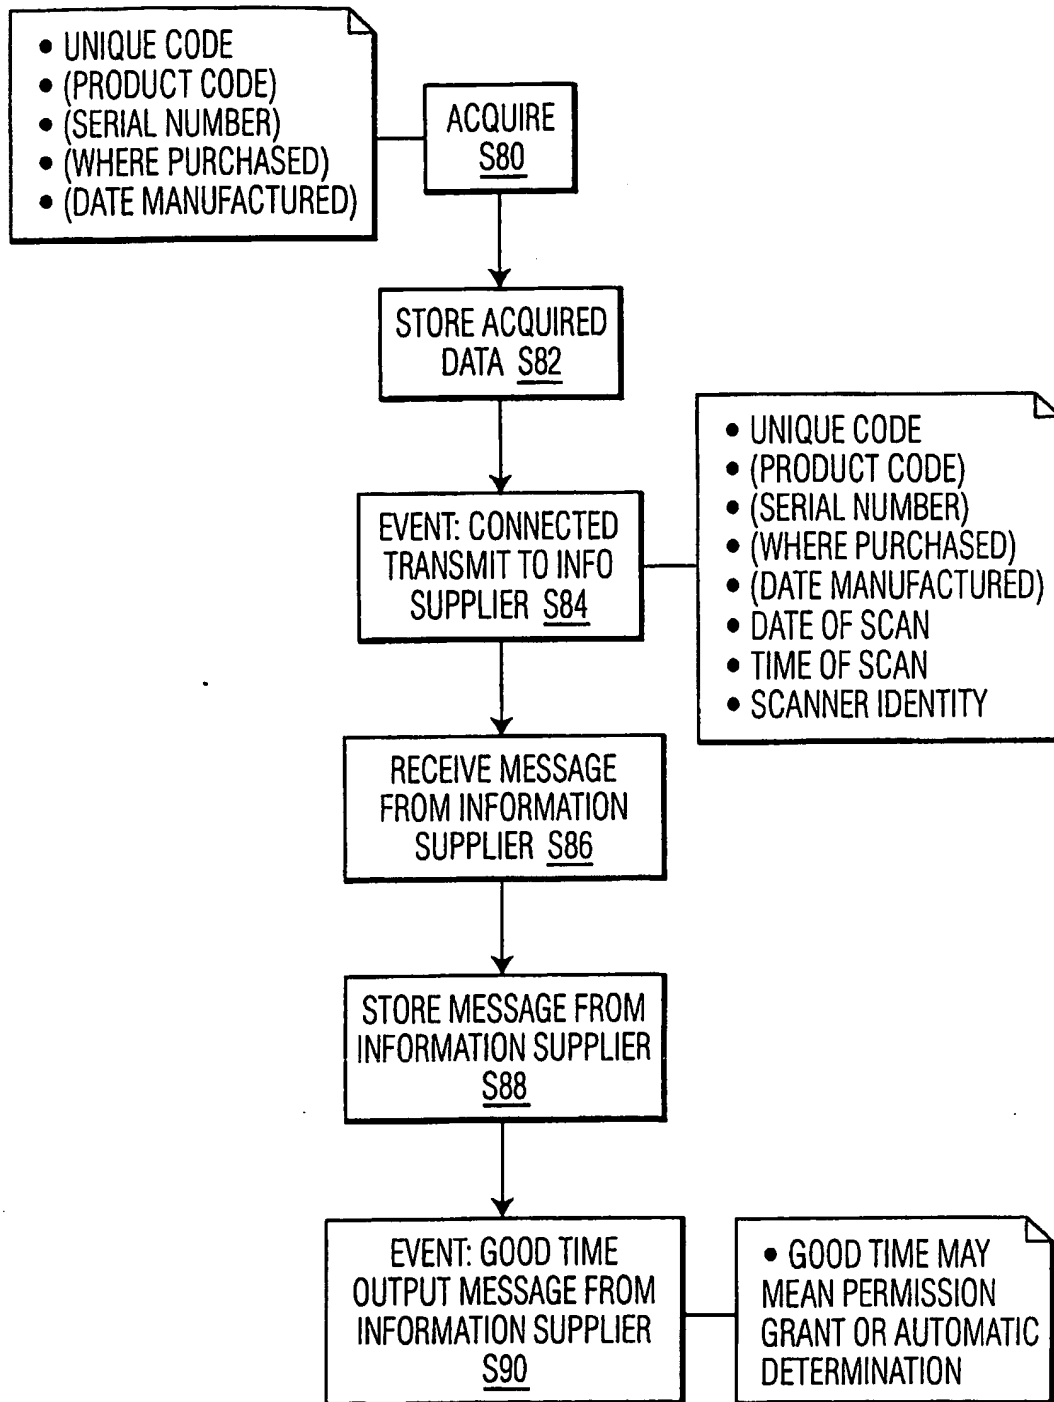 • UNIQUE CODE
• (PRODUCT CODE)
• (SERIAL NUMBER)
• (WHERE PURCHASED)
• (DATE MANUFACTURED)
ACQUIRE
S80
STORE ACQUIRED
DATA S82
EVENT: CONNECTED
TRANSMIT TO INFO
SUPPLIER S84
• UNIQUE CODE
• (PRODUCT CODE)
• (SERIAL NUMBER)
• (WHERE PURCHASED)
• (DATE MANUFACTURED)
• DATE OF SCAN
• TIME OF SCAN
• SCANNER IDENTITY
RECEIVE MESSAGE
FROM INFORMATION
SUPPLIER S86
STORE MESSAGE FROM
INFORMATION SUPPLIER
S88
EVENT: GOOD TIME
OUTPUT MESSAGE FROM
INFORMATION SUPPLIER
S90
• GOOD TIME MAY
MEAN PERMISSION
GRANT OR AUTOMATIC
DETERMINATION